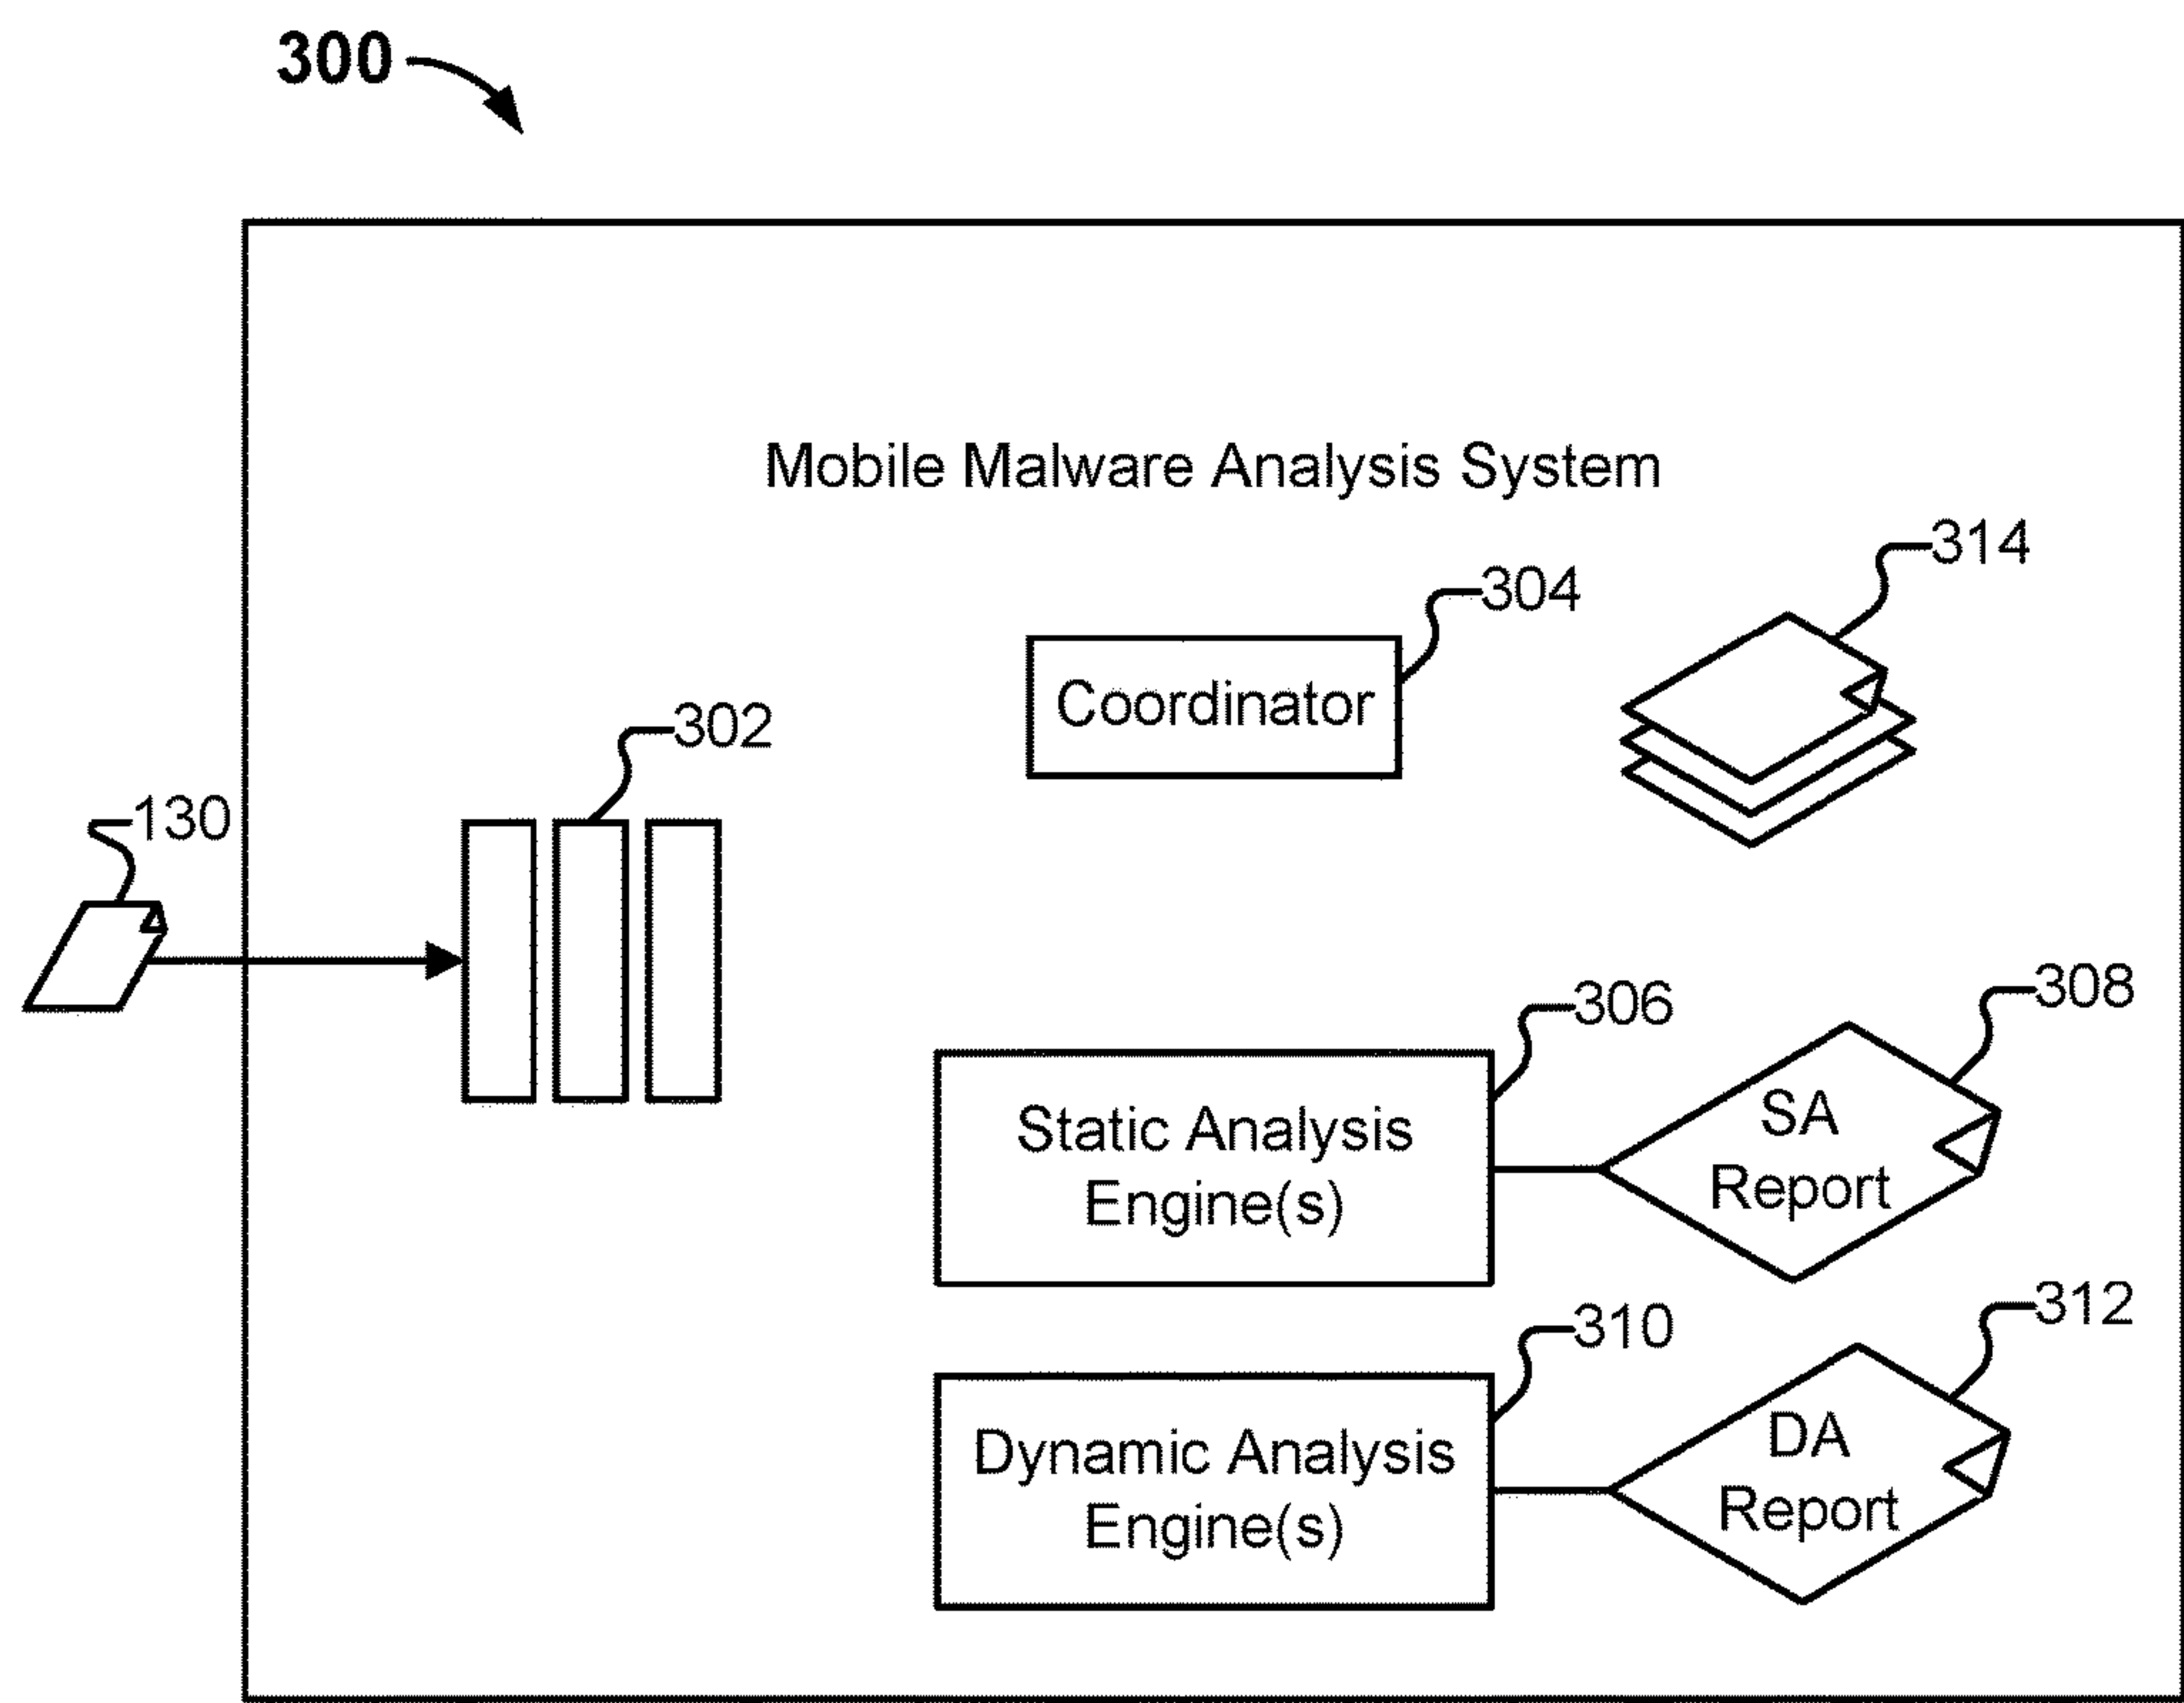 300
Mobile Malware Analysis System
314
304
Coordinator
302
130
306
308
Static Analysis
Engine(s)
SA
Report
310
312
Dynamic Analysis
Engine(s)
DA
Report